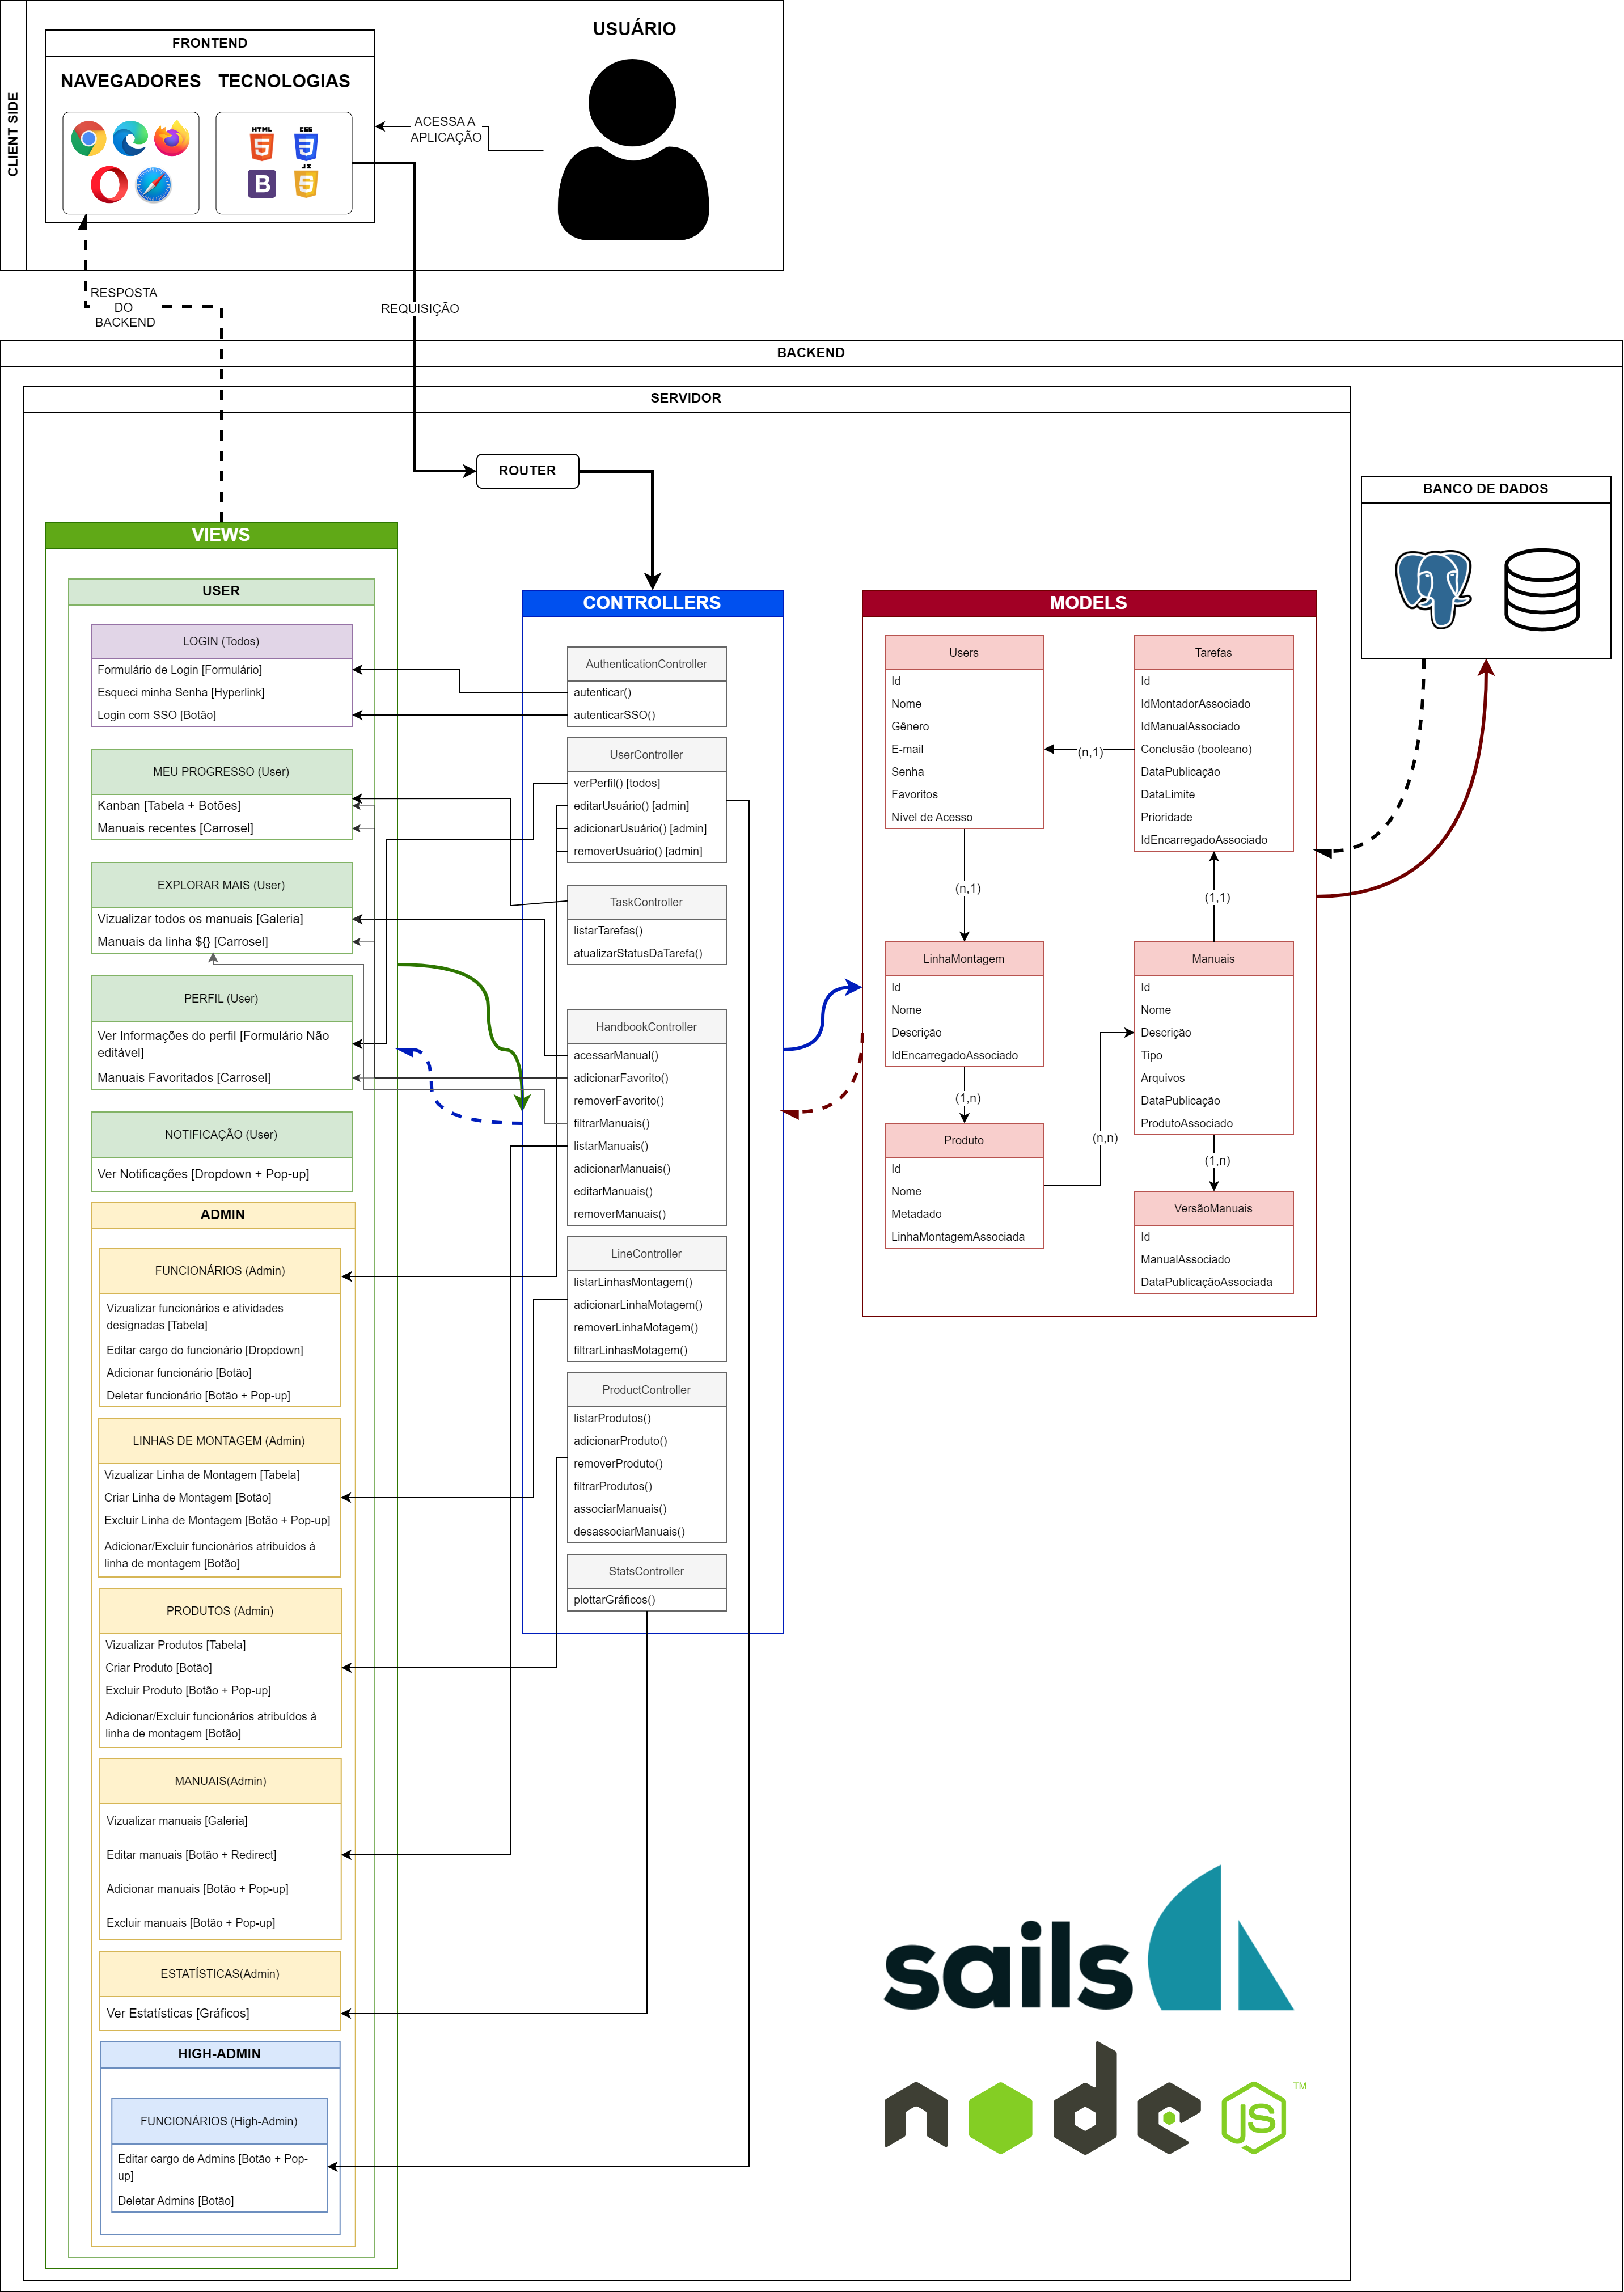 CLIENT SIDE
FRONTEND
NAVEGADORES
TECNOLOGIAS
HTML
CSS
JS
B
USUÁRIO
ACESSA A
APLICAÇÃO
RESPOSTA
DO
BACKEND
REQUISIÇÃO
BACKEND
SERVIDOR
ROUTER
VIEWS
USER
LOGIN (Todos)
Formulário de Login [Formulário]
Esqueci minha Senha [Hyperlink]
Login com SSO [Botão]
MEU PROGRESSO (User)
Kanban [Tabela + Botões]
Manuais recentes [Carrosel]
EXPLORAR MAIS (User)
Vizualizar todos os manuais [Galeria]
Manuais da linha ${} [Carrosel]
PERFIL (User)
Ver Informações do perfil [Formulário Não
editável]
Manuais Favoritados [Carrosel]
NOTIFICAÇÃO (User)
Ver Notificações [Dropdown + Pop-up]
ADMIN
FUNCIONÁRIOS (Admin)
Vizualizar funcionários e atividades
designadas [Tabela]
Editar cargo do funcionário [Dropdown]
Adicionar funcionário [Botão]
Deletar funcionário [Botão + Pop-up]
LINHAS DE MONTAGEM (Admin)
Vizualizar Linha de Montagem [Tabela]
Criar Linha de Montagem [Botão]
Excluir Linha de Montagem [Botão + Pop-up]
Adicionar/Excluir funcionários atribuídos à
linha de montagem [Botão]
PRODUTOS (Admin)
Vizualizar Produtos [Tabela]
Criar Produto [Botão]
Excluir Produto [Botão + Pop-up]
Adicionar/Excluir funcionários atribuídos à
linha de montagem [Botão]
MANUAIS(Admin)
Vizualizar manuais [Galeria]
Editar manuais [Botão + Redirect]
Adicionar manuais [Botão + Pop-up]
Excluir manuais [Botão + Pop-up]
ESTATÍSTICAS(Admin)
Ver Estatísticas [Gráficos]
HIGH-ADMIN
FUNCIONÁRIOS (High-Admin)
Editar cargo de Admins [Botão + Pop-
up]
Deletar Admins [Botão]
CONTROLLERS
AuthenticationController
autenticar()
autenticarSSO()
UserController
verPerfil() [todos]
editarUsuário() [admin]
adicionarUsuário() [admin]
removerUsuário() [admin]
TaskController
listarTarefas()
atualizarStatusDaTarefa()
HandbookController
acessarManual()
adicionarFavorito()
removerFavorito()
filtrarManuais()
listarManuais()
adicionarManuais()
editarManuais()
removerManuais()
LineController
listarLinhasMontagem()
adicionarLinhaMotagem()
removerLinhaMotagem()
filtrarLinhasMotagem()
ProductController
listarProdutos()
adicionarProduto()
removerProduto()
filtrarProdutos()
associarManuais()
desassociarManuais()
StatsController
plottarGráficos()
MODELS
Users
Id
Nome
Gênero
E-mail
Senha
Favoritos
Nível de Acesso
(n,1)
Tarefas
Id
IdMontadorAssociado
IdManualAssociado
Conclusão (booleano)
DataPublicação
DataLimite
Prioridade
IdEncarregadoAssociado
(n,1)
(1,1)
LinhaMontagem
Id
Nome
Descrição
IdEncarregadoAssociado
(1,n)
Manuais
Id
Nome
Descrição
Tipo
Arquivos
DataPublicação
ProdutoAssociado
(n,n)
(1,n)
Produto
Id
Nome
Metadado
LinhaMontagemAssociada
VersãoManuais
Id
ManualAssociado
DataPublicaçãoAssociada
BANCO DE DADOS
sails
node
JS
TM